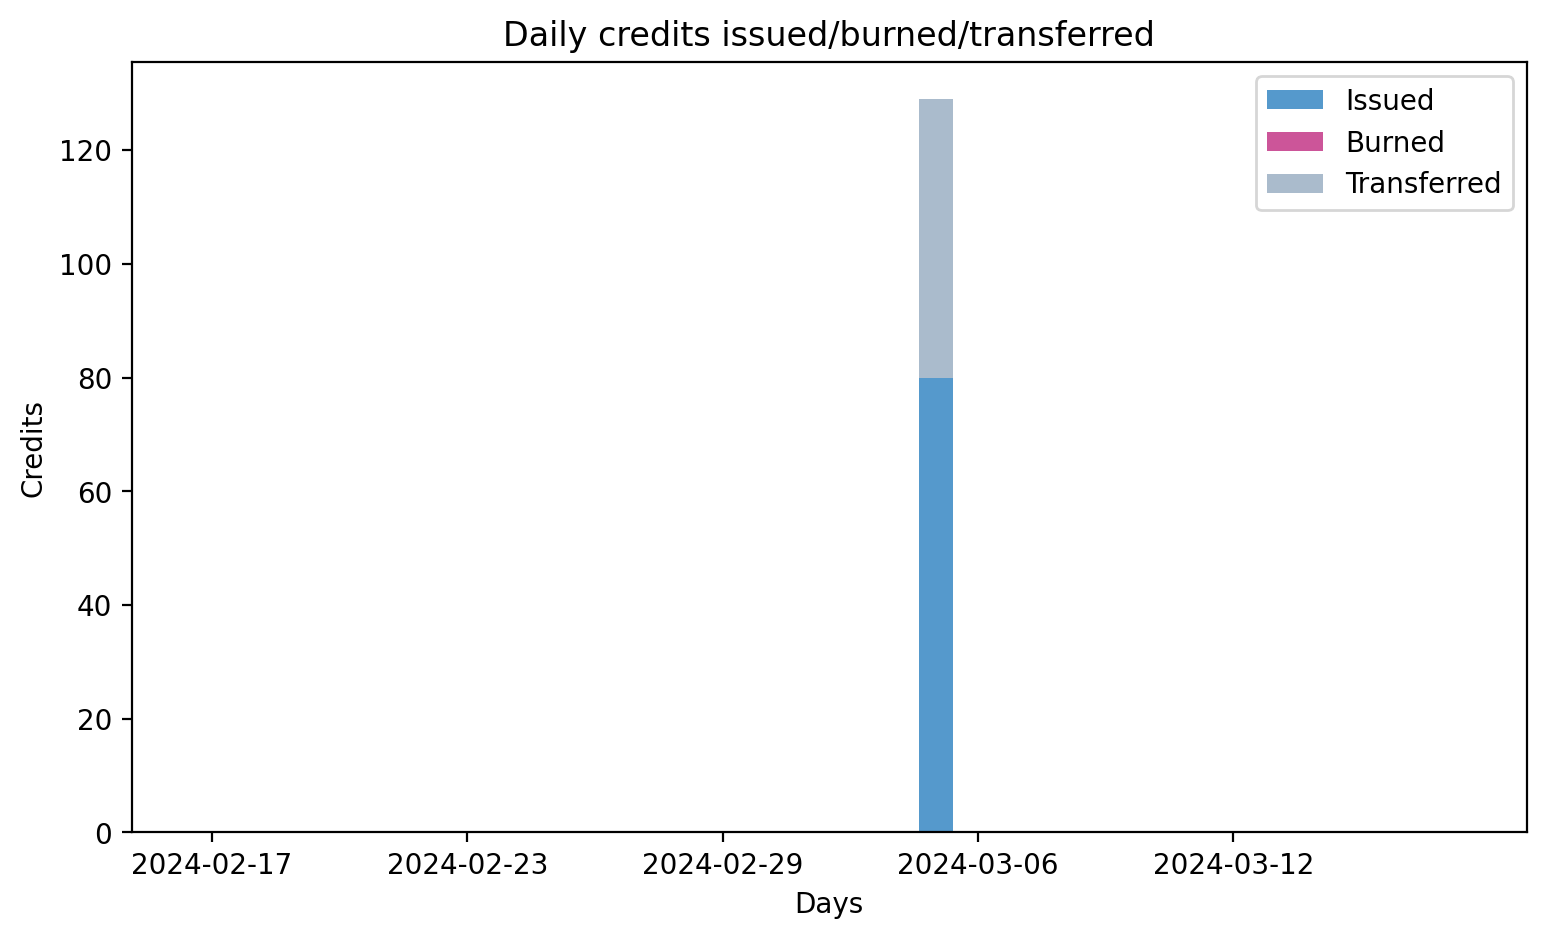 Daily credits issued/burned/transferred
Issued
Burned
Transferred
120
100
80
60
40
20
0
Credits
2024-02-17
2024-02-23
2024-02-29
2024-03-06
2024-03-12
Days